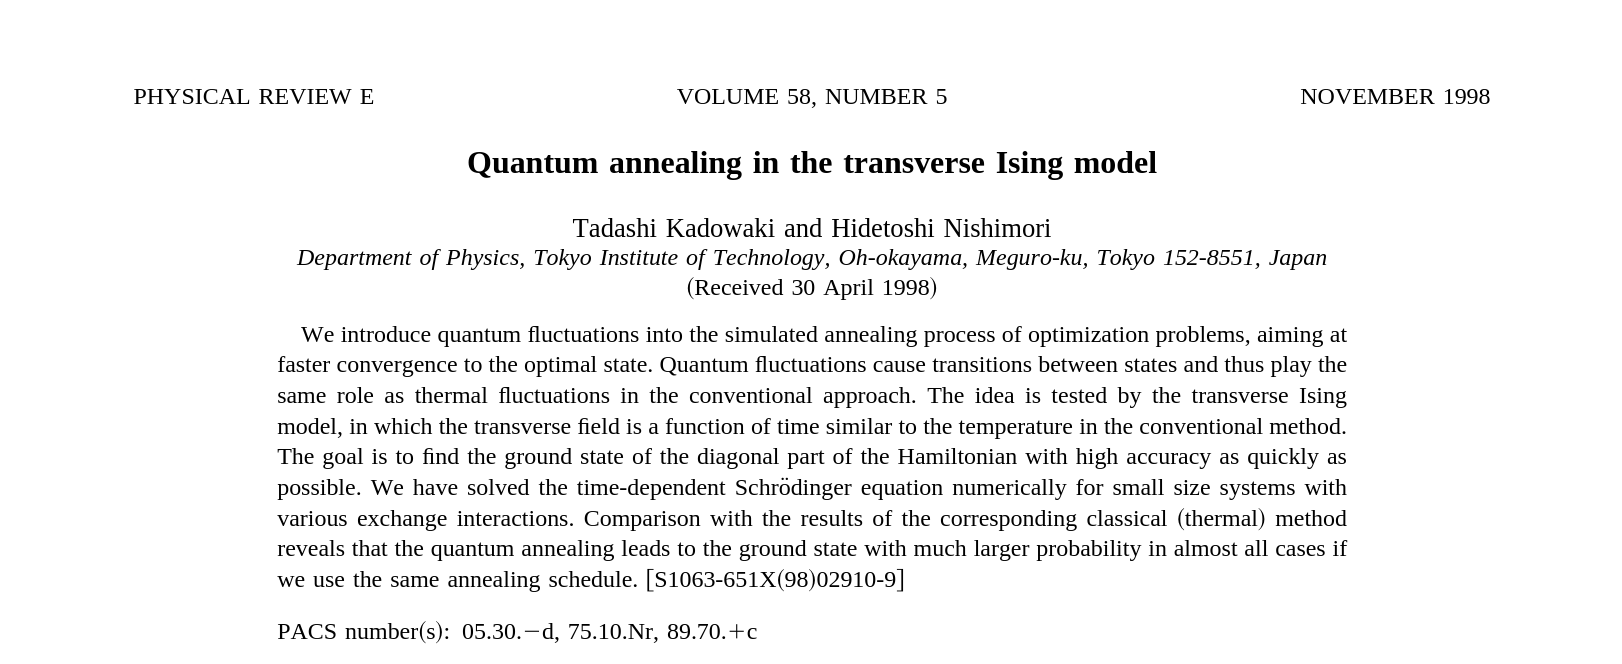 PHYSICAL REVIEW E VOLUME 58, NUMBER 5 NOVEMBER 1998
Quantum annealing in the transverse Ising model
Tadashi Kadowaki and Hidetoshi Nishimori
Department of Physics, Tokyo Institute of Technology, Oh-okayama, Meguro-ku, Tokyo 152-8551, Japan
(Received 30 April 1998)
We introduce quantum fluctuations into the simulated annealing process of optimization problems, aiming at
faster convergence to the optimal state. Quantum fluctuations cause transitions between states and thus play the
same role as thermal fluctuations in the conventional approach. The idea is tested by the transverse Ising
model, in which the transverse field is a function of time similar to the temperature in the conventional method.
The goal is to find the ground state of the diagonal part of the Hamiltonian with high accuracy as quickly as
possible. We have solved the time-dependent Schrödinger equation numerically for small size systems with
various exchange interactions. Comparison with the results of the corresponding classical (thermal) method
reveals that the quantum annealing leads to the ground state with much larger probability in almost all cases if
we use the same annealing schedule. [S1063-651X(98)02910-9]
PACS number(s): 05.30.−d, 75.10.Nr, 89.70.+c